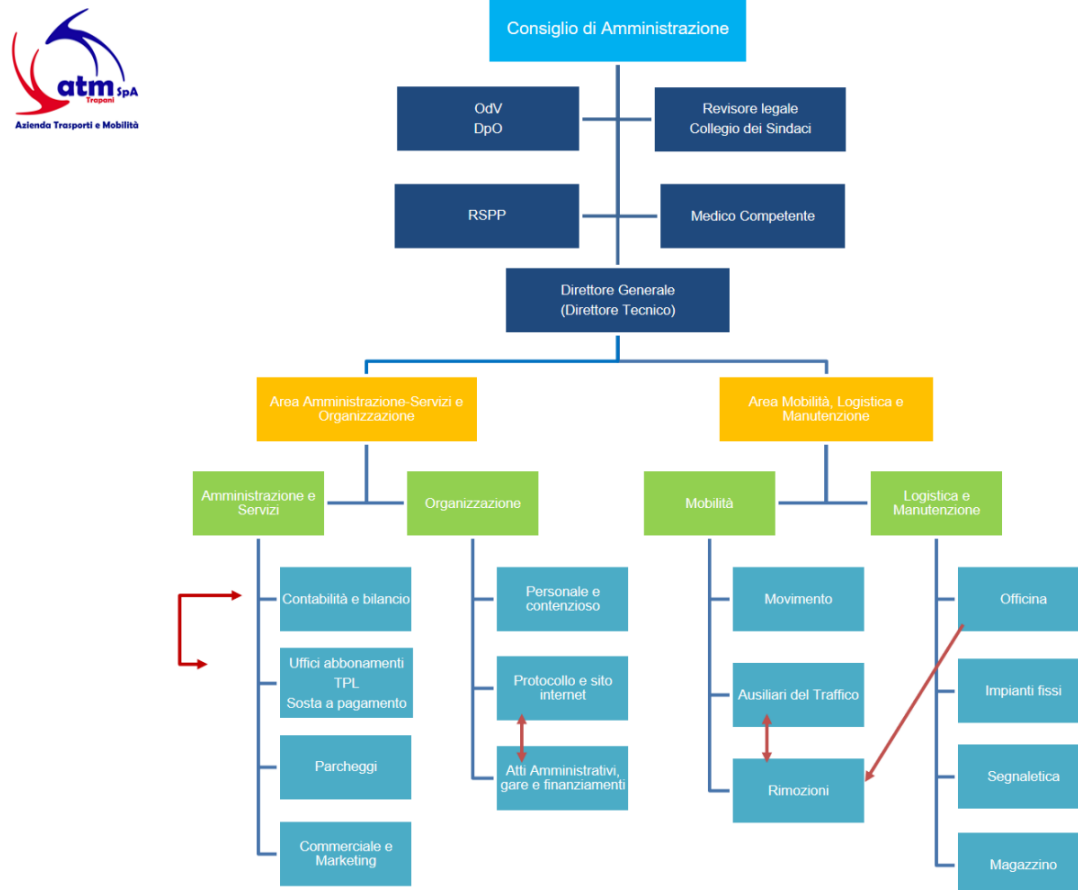 atm SpA
Trapani
Azienda Trasporti e Mobilità
Consiglio di Amministrazione
OdV
DpO
Revisore legale
Collegio dei Sindaci
RSPP
Medico Competente
Direttore Generale
(Direttore Tecnico)
Area Amministrazione-Servizi e
Organizzazione
Area Mobilità, Logistica e
Manutenzione
Amministrazione e
Servizi
Organizzazione
Mobilità
Logistica e
Manutenzione
Contabilità e bilancio
Uffici abbonamenti
TPL
Sosta a pagamento
Parcheggi
Commerciale e
Marketing
Personale e
contenzioso
Protocollo e sito
internet
Atti Amministrativi,
gare e finanziamenti
Movimento
Ausiliari del Traffico
Rimozioni
Officina
Impianti fissi
Segnaletica
Magazzino